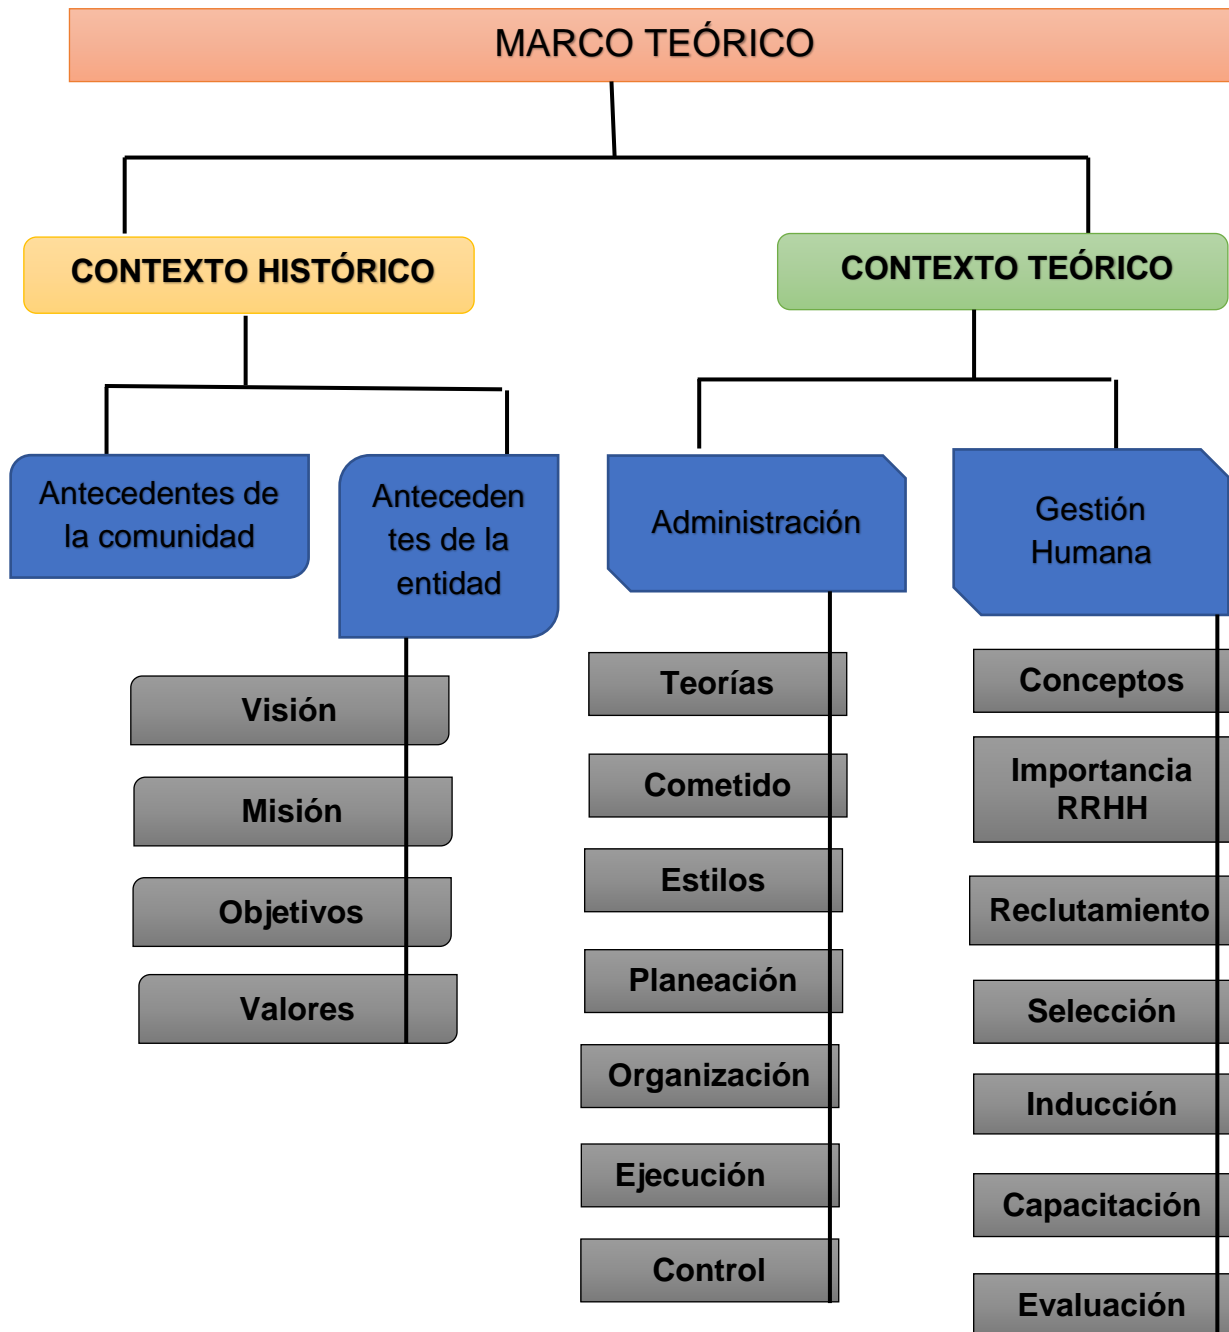 MARCO TEÓRICO
CONTEXTO HISTÓRICO
CONTEXTO TEÓRICO
Antecedentes de
la comunidad
Anteceden
tes de la
entidad
Visión
Misión
Objetivos
Valores
Administración
Teorías
Cometido
Estilos
Planeación
Organización
Ejecución
Control
Gestión
Humana
Conceptos
Importancia
RRHH
Reclutamiento
Selección
Inducción
Capacitación
Evaluación